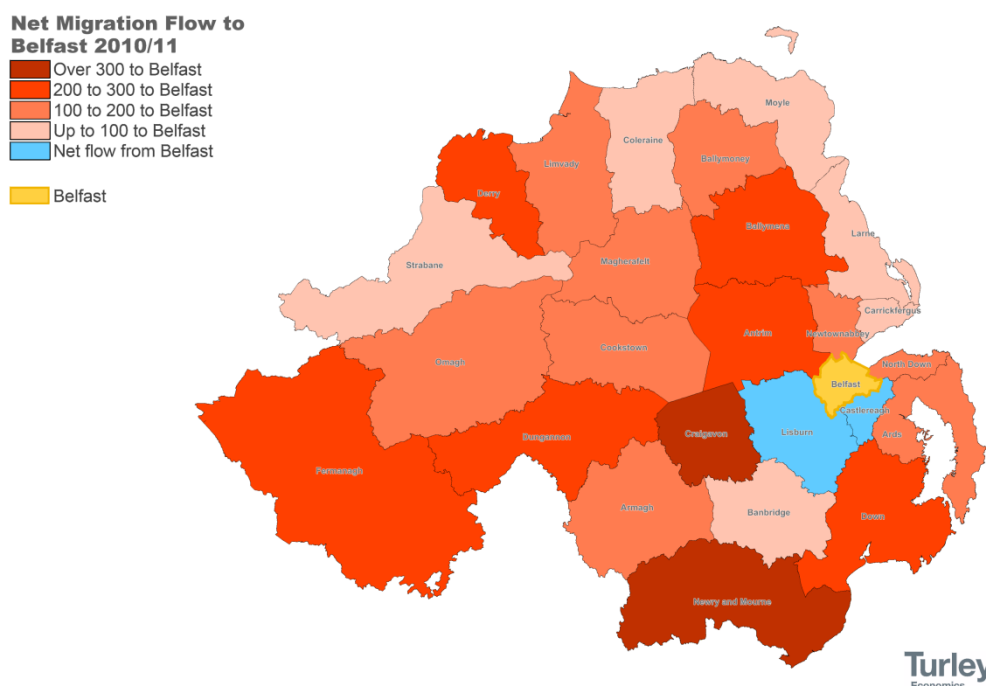 Net Migration Flow to
Belfast 2010/11
Over 300 to Belfast
200 to 300 to Belfast
100 to 200 to Belfast
Up to 100 to Belfast
Net flow from Belfast
Belfast
Moyle
Coleraine
Limvady
Ballymoney
Derry
Ballymena
Larne
Strabane
Magherafelt
Carrickfergus
Antrim
Newtownabbey
Cookstown
Omagh
North Down
Belfast
Castlereagh
Craigavon
Lisburn
Ards
Dungannon
Fermanagh
Armagh
Banbridge
Down
Newry and Mourne
Turley
Economics